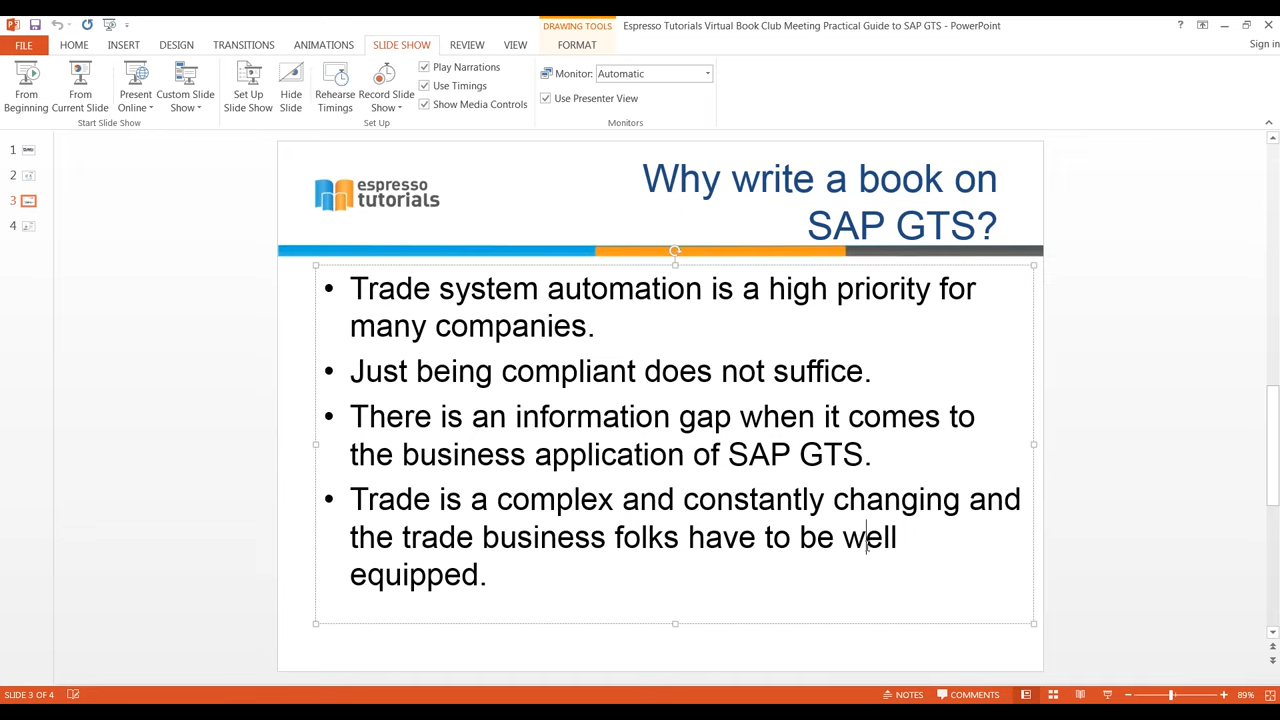 DRAWING TOOLS
Espresso Tutorials Virtual Book Club Meeting Practical Guide to SAP GTS - PowerPoint
?
FILE HOME INSERT DESIGN TRANSITIONS ANIMATIONS SLIDE SHOW REVIEW VIEW FORMAT Sign in
From Beginning
From Current Slide
Present Online
Custom Slide Show
Set Up Slide Show
Hide Slide
Rehearse Timings
Record Slide Show
Play Narrations
Use Timings
Show Media Controls
Monitor: Automatic
Use Presenter View
Start Slide Show Set Up Monitors
1
2
3
4
espresso
tutorials
Why write a book on
SAP GTS?
• Trade system automation is a high priority for
many companies.
• Just being compliant does not suffice.
• There is an information gap when it comes to
the business application of SAP GTS.
• Trade is a complex and constantly changing and
the trade business folks have to be well
equipped.
SLIDE 3 OF 4 NOTES COMMENTS 89%